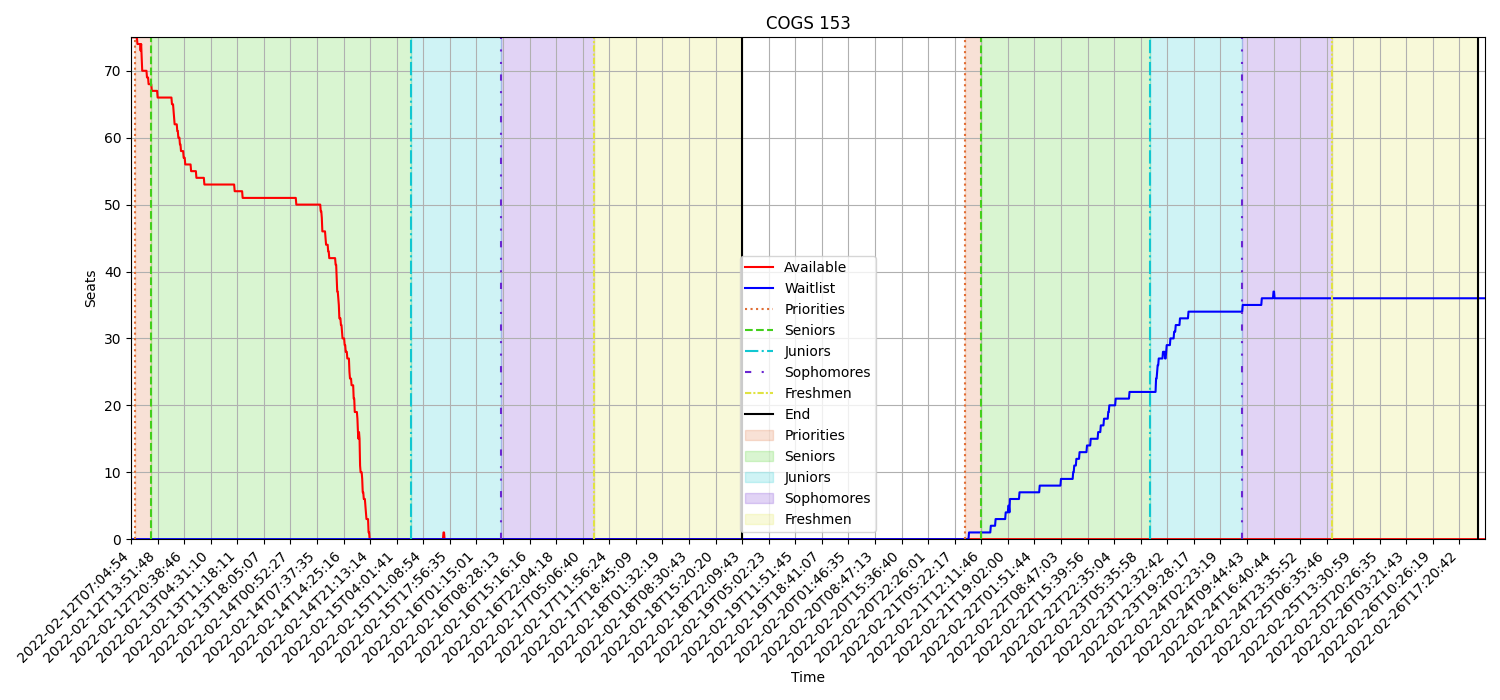 COGS 153
Seats
70
60
50
40
30
20
10
0
Available
Waitlist
Priorities
Seniors
Juniors
Sophomores
Freshmen
End
Priorities
Seniors
Juniors
Sophomores
Freshmen
2022-02-12T07:04:54
2022-02-12T13:51:48
2022-02-12T20:38:46
2022-02-13T04:31:10
2022-02-13T11:18:11
2022-02-13T18:05:07
2022-02-14T00:52:27
2022-02-14T07:37:35
2022-02-14T14:25:16
2022-02-14T21:13:14
2022-02-15T04:01:41
2022-02-15T11:08:54
2022-02-15T17:56:35
2022-02-16T01:15:01
2022-02-16T08:28:13
2022-02-16T15:16:16
2022-02-16T22:04:18
2022-02-17T05:06:40
2022-02-17T11:56:24
2022-02-17T18:45:09
2022-02-18T01:32:19
2022-02-18T08:30:43
2022-02-18T15:20:20
2022-02-18T22:09:43
2022-02-19T05:02:23
2022-02-19T11:51:45
2022-02-19T18:41:07
2022-02-20T01:46:35
2022-02-20T08:47:13
2022-02-20T15:36:40
2022-02-20T22:26:01
2022-02-21T05:22:17
2022-02-21T12:11:46
2022-02-21T19:02:00
2022-02-22T01:51:44
2022-02-22T08:47:03
2022-02-22T15:39:56
2022-02-22T22:35:04
2022-02-23T05:35:58
2022-02-23T12:32:42
2022-02-23T19:28:17
2022-02-24T02:23:19
2022-02-24T09:44:43
2022-02-24T16:40:44
2022-02-24T23:35:52
2022-02-25T06:35:46
2022-02-25T13:30:59
2022-02-25T20:26:35
2022-02-26T03:21:43
2022-02-26T10:26:19
2022-02-26T17:20:42
Time